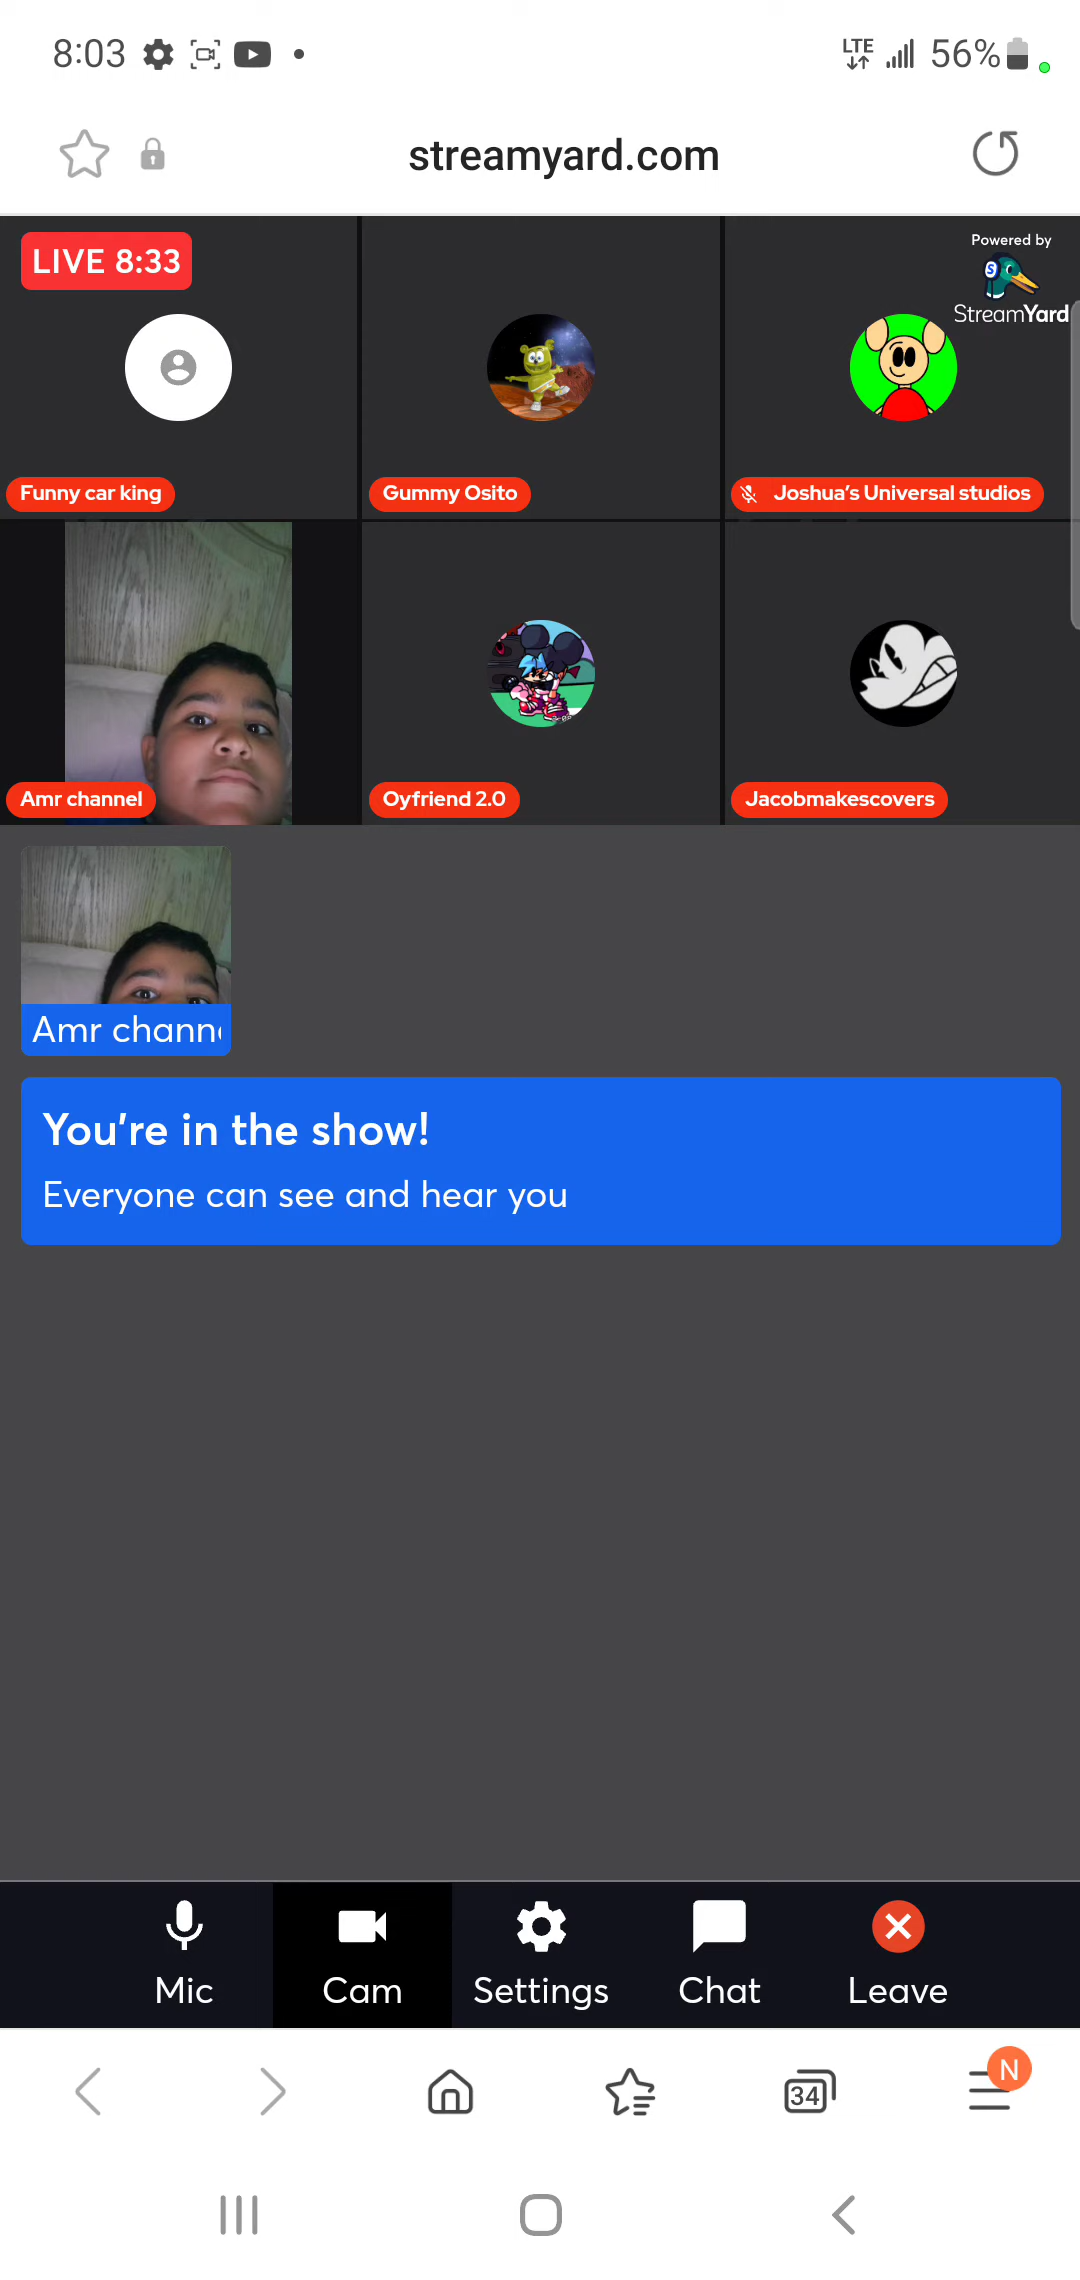 8:03
LTE
56%
streamyard.com
LIVE 8:33
Powered by
StreamYard
Funny car king
Gummy Osito
Joshua's Universal studios
Amr channel
Oyfriend 2.0
Jacobmakescovers
Amr channe
You're in the show!
Everyone can see and hear you
Mic
Cam
Settings
Chat
Leave
34
N